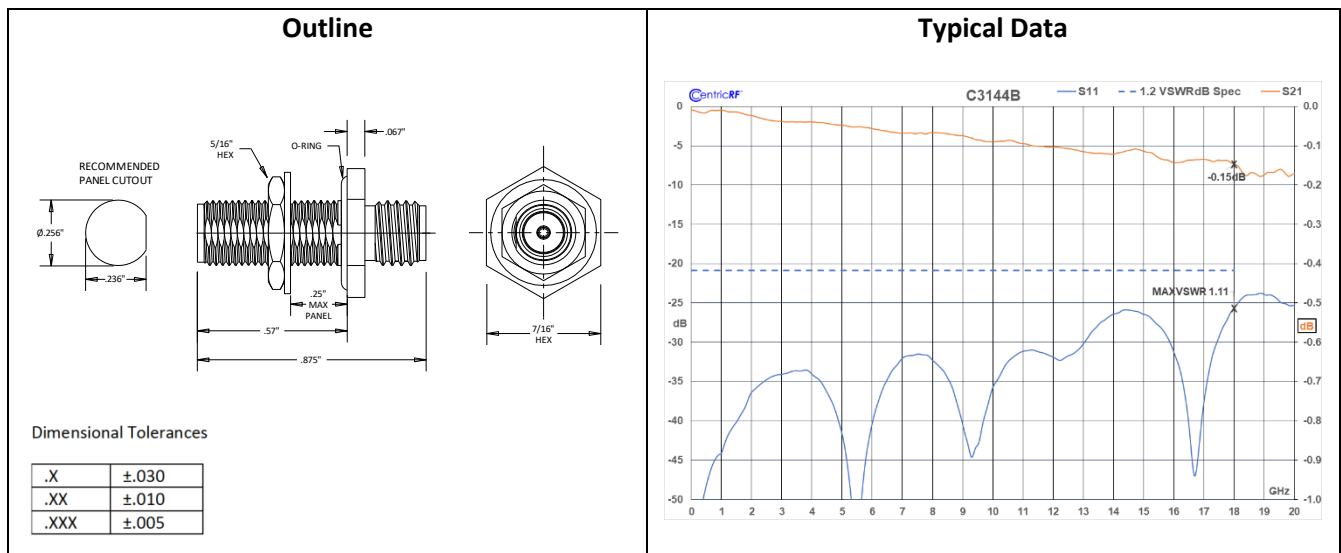 Outline
RECOMMENDED
PANEL CUTOUT
Ø.256"
.236"
5/16"
HEX
O-RING
.067"
.25"
MAX
PANEL
.57"
.875"
7/16"
HEX
Dimensional Tolerances
.X ±.030
.XX ±.010
.XXX ±.005
Typical Data
CentricRF™
C3144B
S11
1.2 VSWRdB Spec
S21
0
-5
-10
-15
-20
-25
dB
-30
-35
-40
-45
-50
0.0
-0.1
-0.2
-0.3
-0.4
-0.5
dB
-0.6
-0.7
-0.8
-0.9
-1.0
-0.15dB
MAXVSWR 1.11
GHz
0 1 2 3 4 5 6 7 8 9 10 11 12 13 14 15 16 17 18 19 20